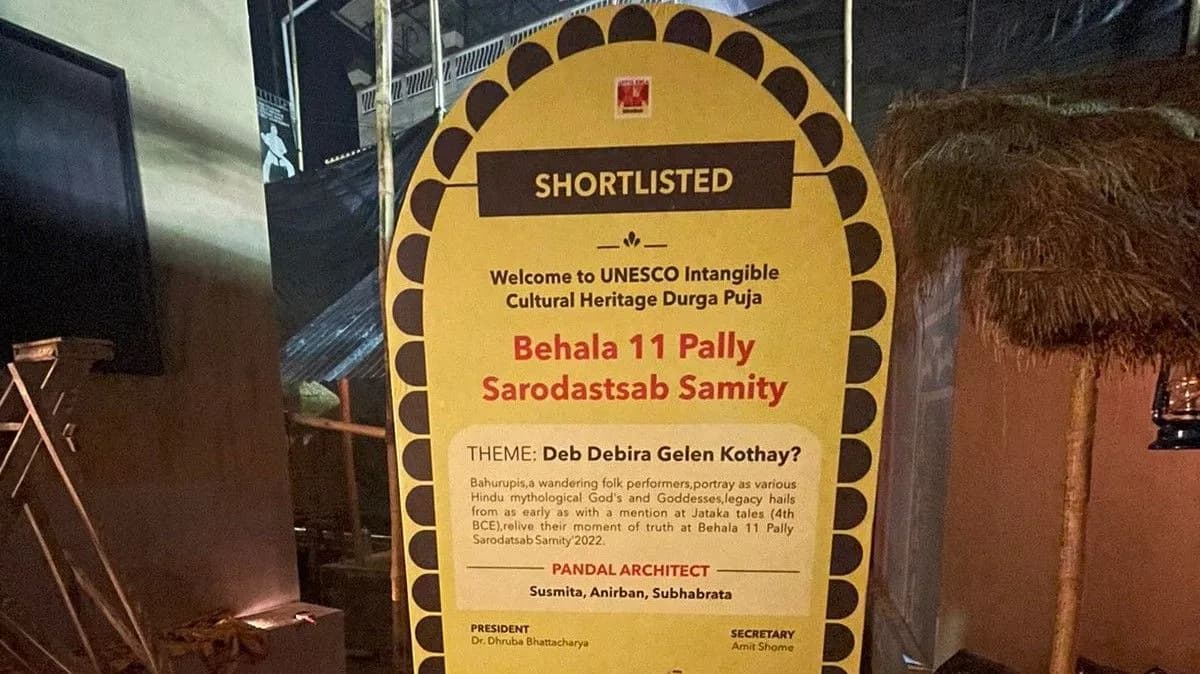 SHORTLISTED
Welcome to UNESCO Intangible
Cultural Heritage Durga Puja
Behala 11 Pally
Sarodastsab Samity
THEME: Deb Debira Gelen Kothay?
Bahurupis,a wandering folk performers,portray as various
Hindu mythological God's and Goddesses,legacy hails
from as early as with a mention at Jataka tales (4th
BCE),relive their moment of truth at Behala 11 Pally
Sarodatsab Samity'2022.
PANDAL ARCHITECT
Susmita, Anirban, Subhabrata
PRESIDENT
Dr. Dhruba Bhattacharya
SECRETARY
Amit Shome